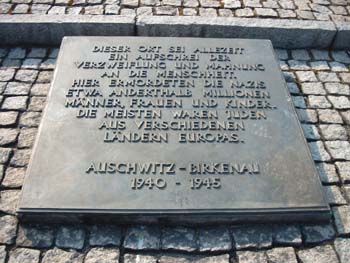 DIESER ORT SEI ALLEZEIT
EIN AUFSCHREI DER
VERZWEIFLUNG UND MAHNUNG
AN DIE MENSCHHEIT.
HIER ERMORDETEN DIE NAZIS
ETWA ANDERTHALB MILLIONEN
MÄNNER, FRAUEN UND KINDER.
DIE MEISTEN WAREN JUDEN
AUS VERSCHIEDENEN
LÄNDERN EUROPAS.
AUSCHWITZ - BIRKENAU
1940 - 1945